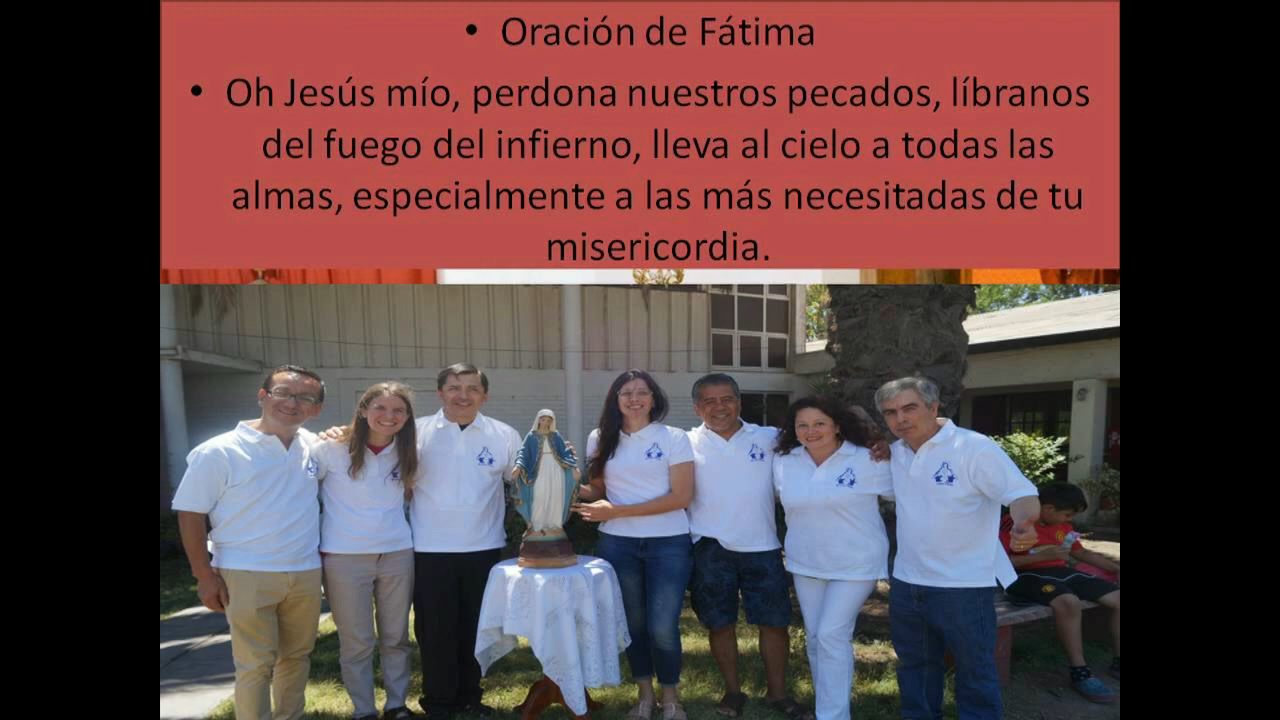 • Oración de Fátima
• Oh Jesús mío, perdona nuestros pecados, líbranos
del fuego del infierno, lleva al cielo a todas las
almas, especialmente a las más necesitadas de tu
misericordia.